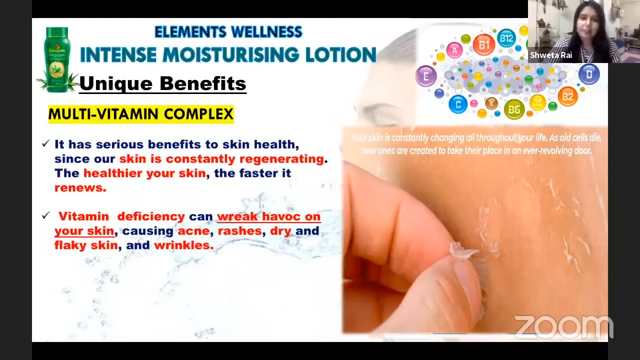 ELEMENTS WELLNESS
INTENSE MOISTURISING LOTION
Unique Benefits
MULTI-VITAMIN COMPLEX
✓ It has serious benefits to skin health,
since our skin is constantly regenerating.
The healthier your skin, the faster it
renews.
✓ Vitamin deficiency can wreak havoc on
your skin, causing acne, rashes, dry and
flaky skin, and wrinkles.
A
B1
B12
E
D
C
K
B6
B2
Your skin is constantly changing all throughout your life. As old cells die,
new ones are created to take their place in an ever-revolving door.
Shweta Rai
zoom